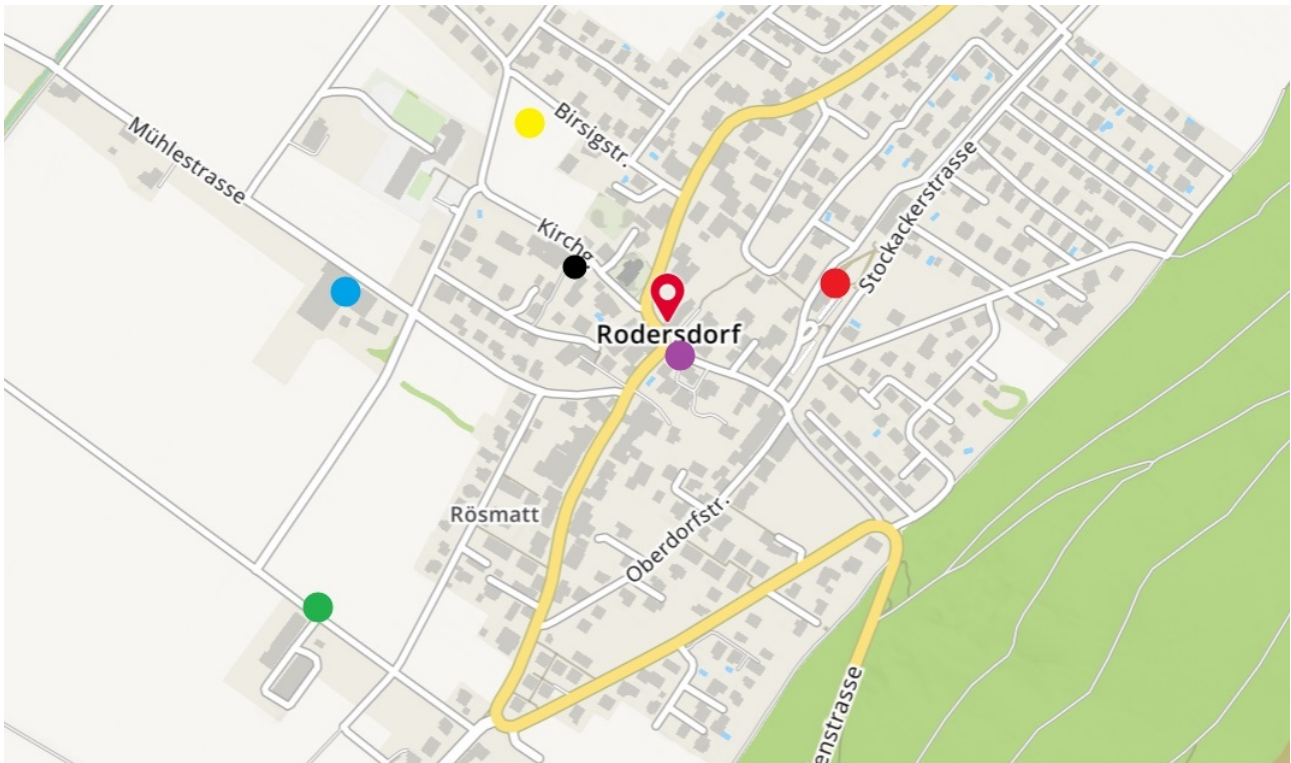 Mühlestrasse
Birsigstr.
Kirchg.
Stockackerstrasse
Rodersdorf
Rösmatt
Oberdorfstr.
enstrasse